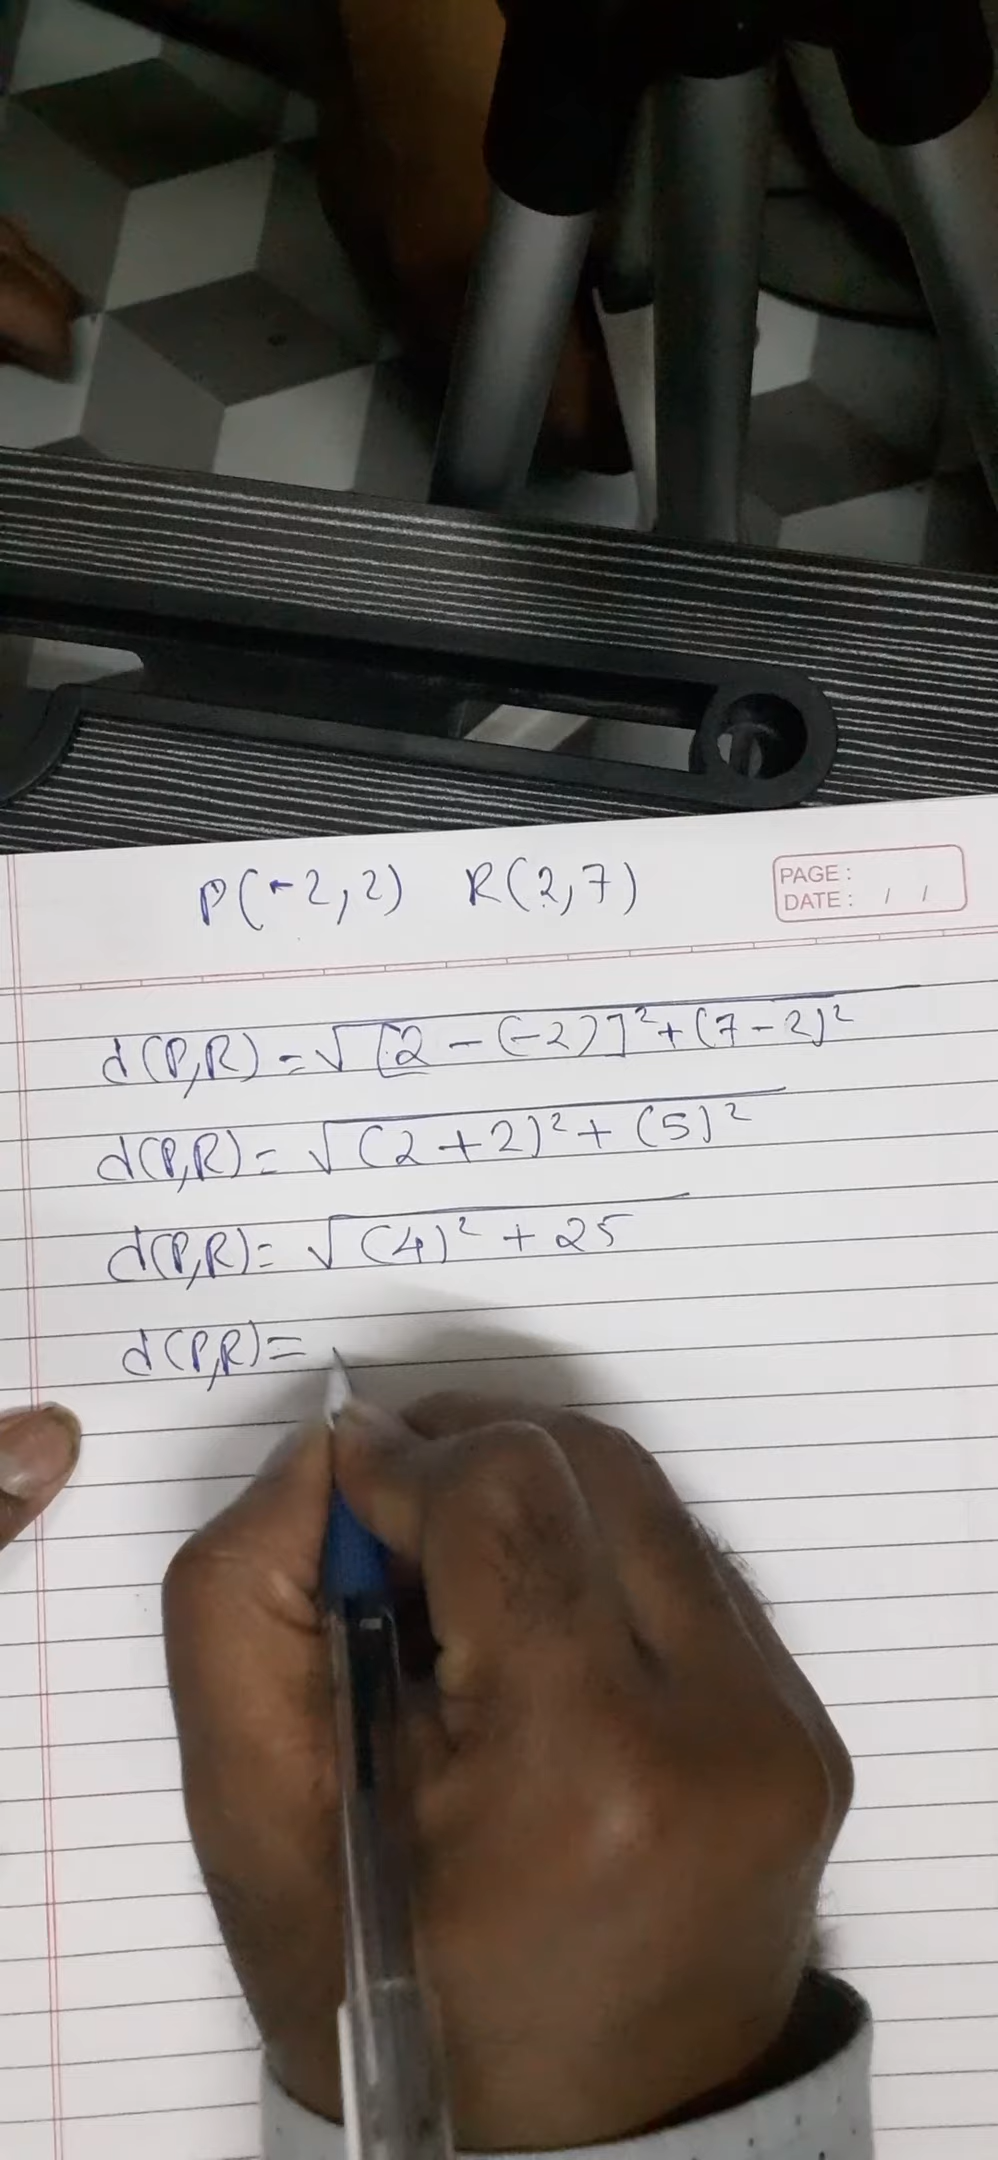 P(-2,2) R(2,7)
PAGE :
DATE : / /
d(P,R) = √[2 - (-2)]² + (7 - 2)²
d(P,R) = √(2 + 2)² + (5)²
d(P,R) = √(4)² + 25
d(P,R) =